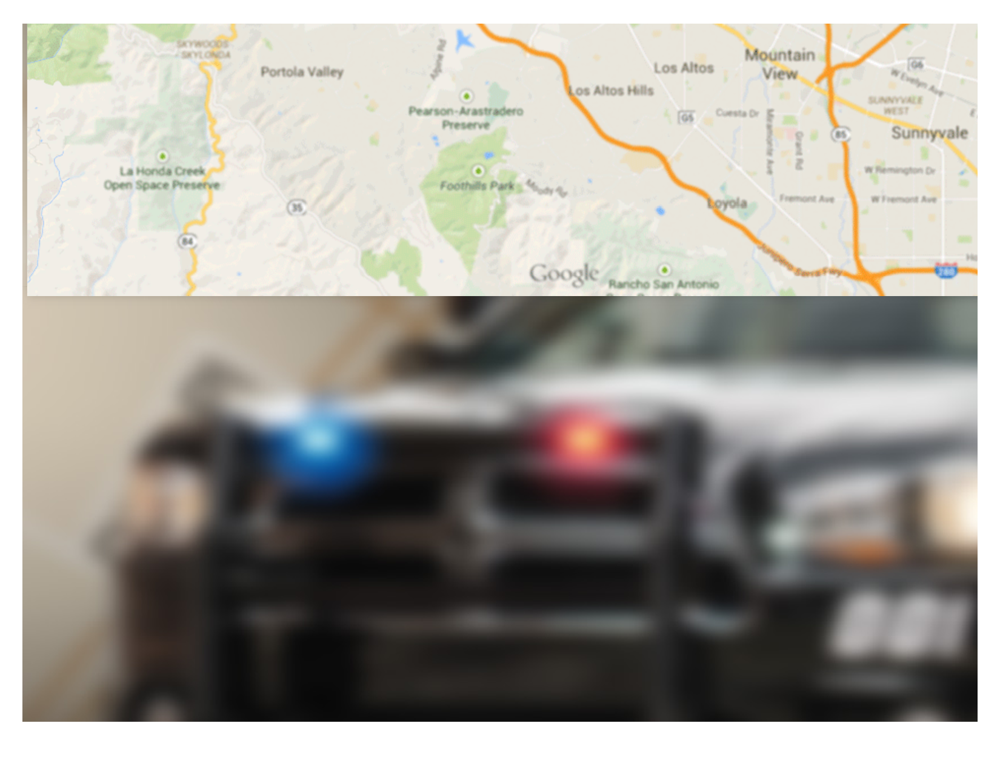 SKYWOODS
SKYLONDA
Portola Valley
Alpine Rd
Los Altos
Mountain
View
G6
W Evelyn Ave
Los Altos Hills
Pearson-Arastradero
Preserve
G5
Cuesta Dr
Miramonte Ave
Grant Rd
SUNNYVALE
WEST
E
85
Sunnyvale
La Honda Creek
Open Space Preserve
Foothills Park
Moody Rd
W Remington Dr
35
Loyola
Fremont Ave
W Fremont Ave
84
Junipero Serra Fwy
Ho
280
Google
Rancho San Antonio